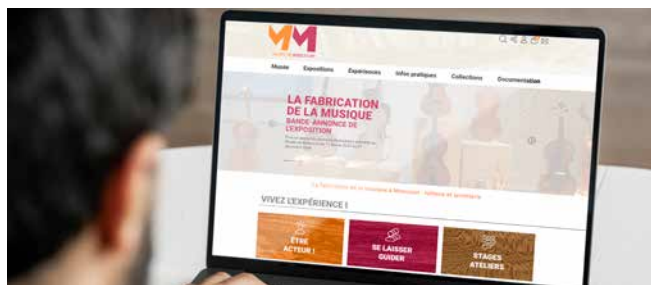 MM
Musée Expositions Expériences Infos pratiques Collections Documentation
LA FABRICATION
DE LA MUSIQUE
BANDE-ANNONCE DE
L'EXPOSITION
VIVEZ L'EXPÉRIENCE !
ÊTRE
ACTEUR !
SE LAISSER
GUIDER
STAGES
ATELIERS